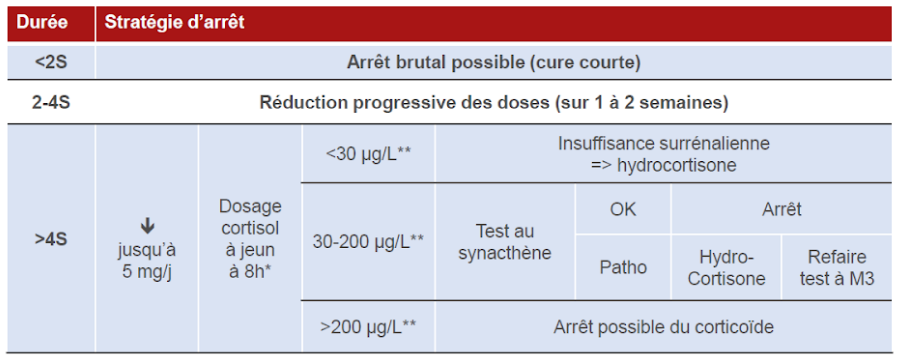 Durée
Stratégie d’arrêt
<2S
Arrêt brutal possible (cure courte)
2-4S
Réduction progressive des doses (sur 1 à 2 semaines)
>4S
🡻
jusqu’à
5 mg/j
Dosage
cortisol
à jeun
à 8h*
<30 µg/L**
Insuffisance surrénalienne
=> hydrocortisone
30-200 µg/L**
Test au
synacthène
OK
Arrêt
Patho
Hydro-
Cortisone
Refaire
test à M3
>200 µg/L**
Arrêt possible du corticoïde